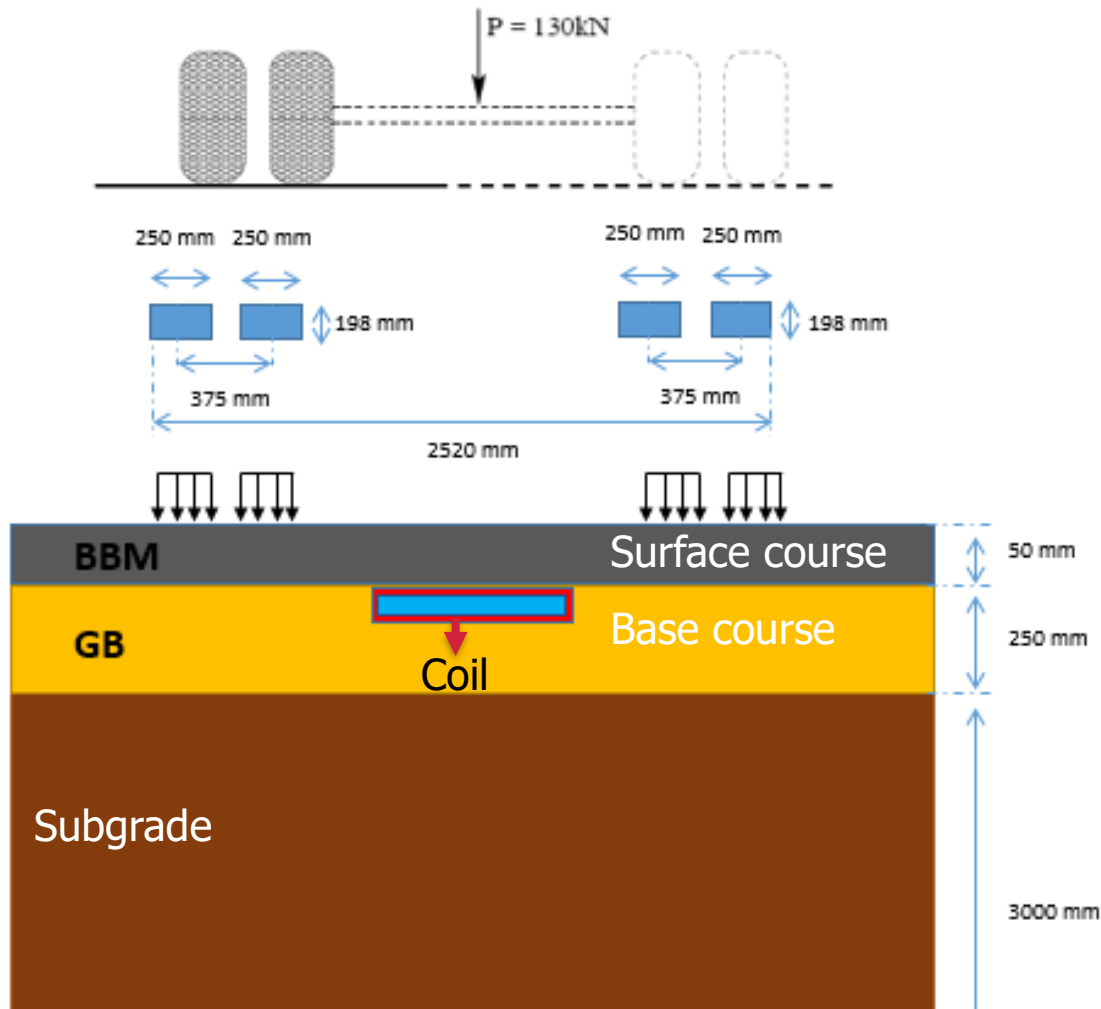 P = 130kN
250 mm 250 mm 250 mm 250 mm
198 mm 198 mm
375 mm 375 mm
2520 mm
BBM Surface course 50 mm
GB Base course 250 mm
Coil
Subgrade
3000 mm